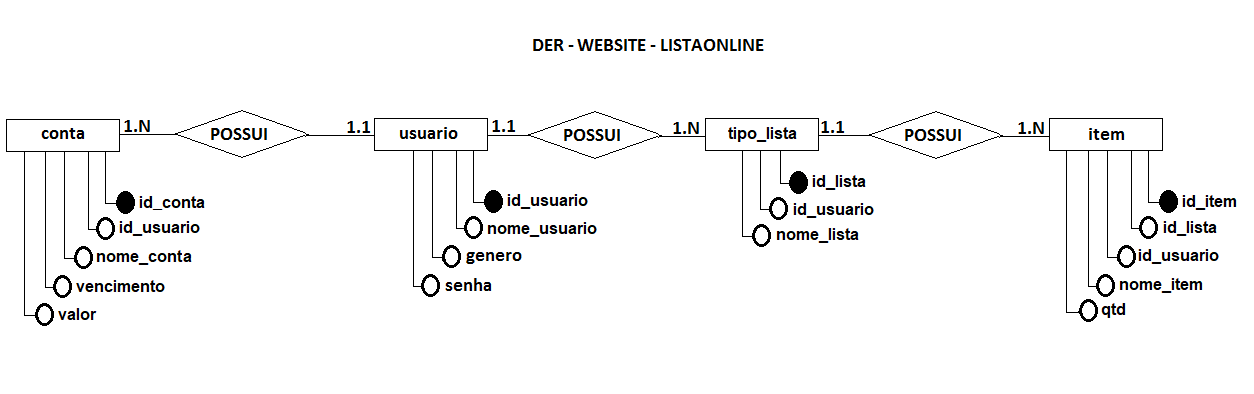 DER - WEBSITE - LISTAONLINE
conta 1.N POSSUI 1.1 usuario 1.1 POSSUI 1.N tipo_lista 1.1 POSSUI 1.N item
id_conta
id_usuario
nome_conta
vencimento
valor
id_usuario
nome_usuario
genero
senha
id_lista
id_usuario
nome_lista
id_item
id_lista
id_usuario
nome_item
qtd